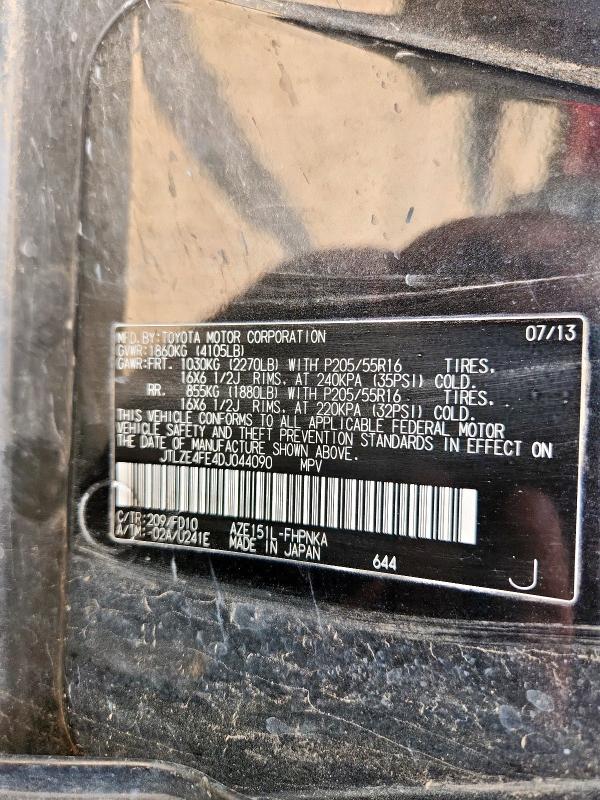 MFD.BY:TOYOTA MOTOR CORPORATION 07/13
GVWR:1860KG (4105LB)
GAWR:FRT. 1030KG (2270LB) WITH P205/55R16 TIRES.
16X6 1/2J RIMS. AT 240KPA (35PSI) COLD.
RR. 855KG (1880LB) WITH P205/55R16 TIRES.
16X6 1/2J RIMS. AT 220KPA (32PSI) COLD.
THIS VEHICLE CONFORMS TO ALL APPLICABLE FEDERAL MOTOR
VEHICLE SAFETY AND THEFT PREVENTION STANDARDS IN EFFECT ON
THE DATE OF MANUFACTURE SHOWN ABOVE.
JTLZE4FE4DJ044090 MPV
C/TR:209/FD10 AZE151L-FHPNKA
A/TM:-02A/U241E MADE IN JAPAN 644 J